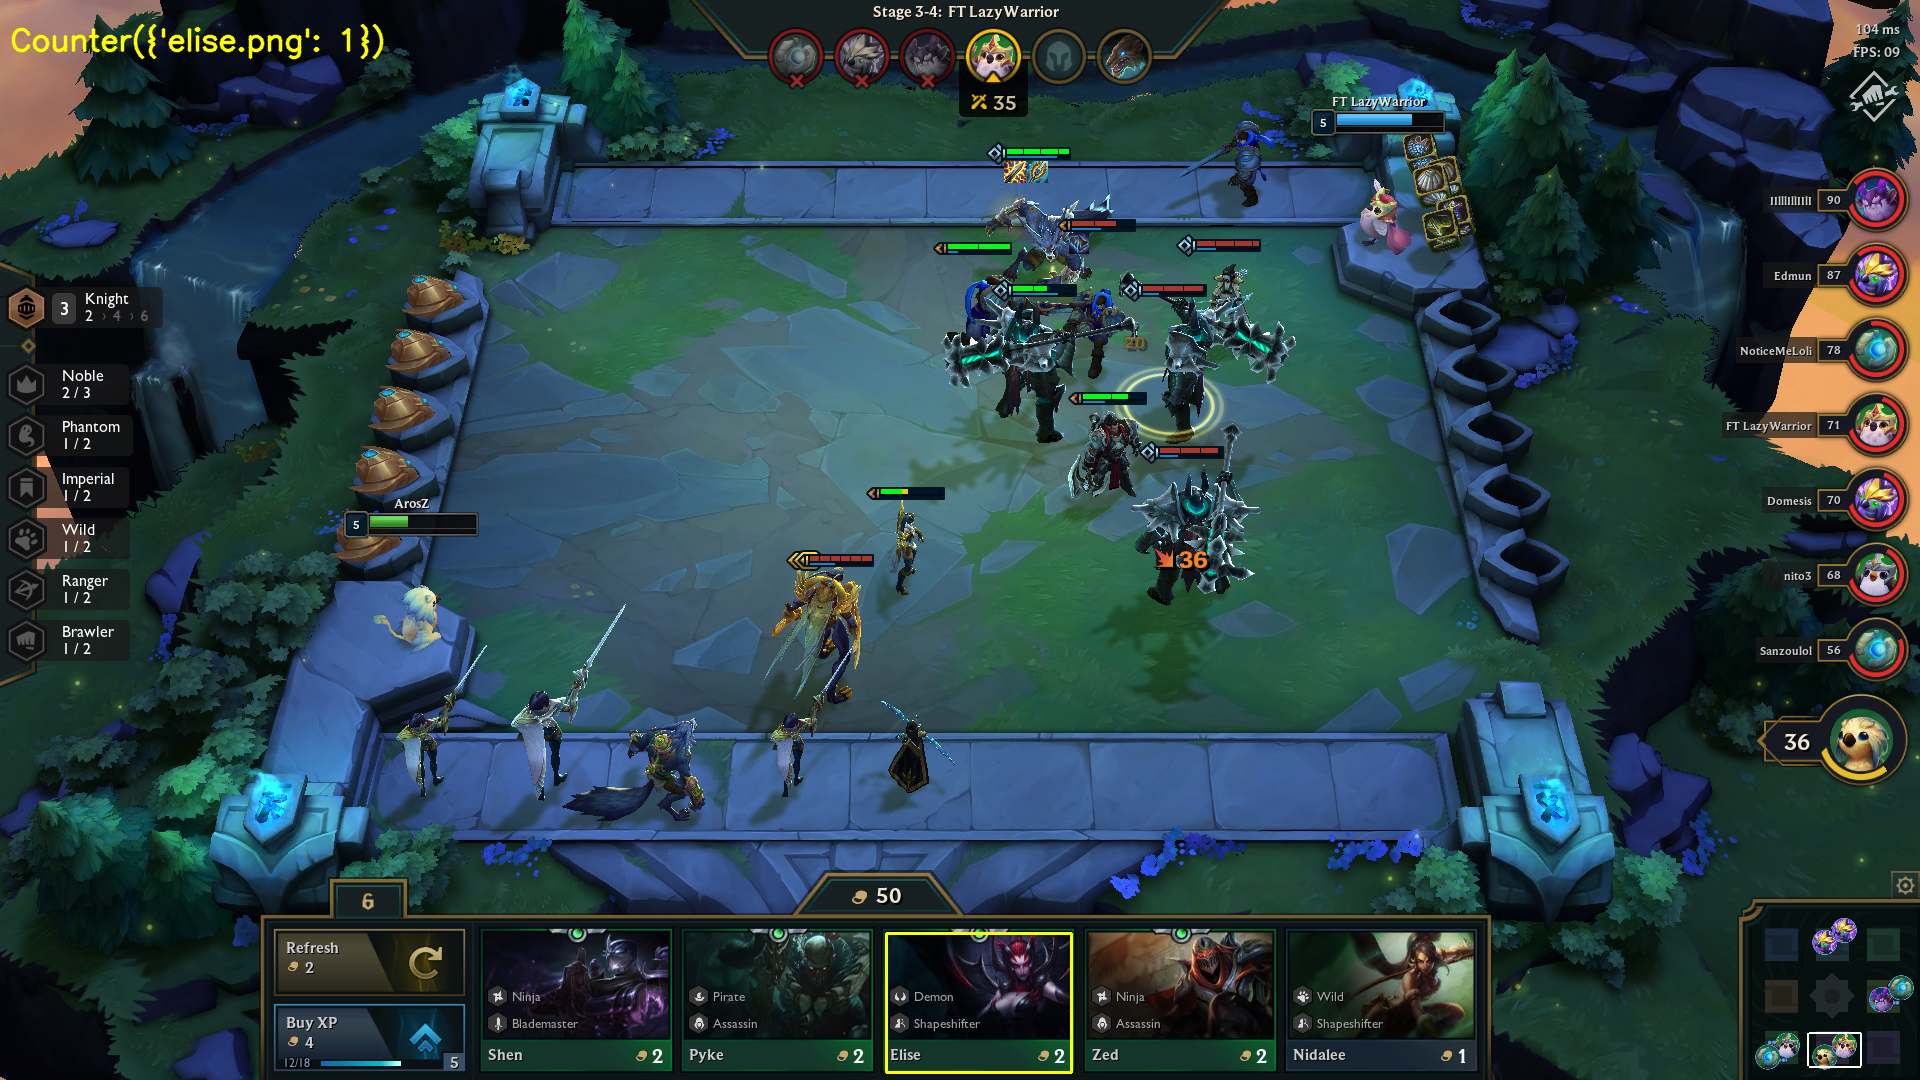 Stage 3-4: FT LazyWarrior
Counter({'elise.png': 1})
104 ms
FPS: 09
35
FT LazyWarrior
5
90
Edmun 87
NoticeMeLoli 78
FT LazyWarrior 71
Domesis 70
nito3 68
Sanzoulol 56
36
3 Knight
2 › 4 › 6
Noble
2 / 3
Phantom
1 / 2
Imperial
1 / 2
Wild
1 / 2
Ranger
1 / 2
Brawler
1 / 2
ArosZ
5
20
36
6
50
Refresh
2
Buy XP
4
12/18 5
Ninja
Blademaster
Shen 2
Pirate
Assassin
Pyke 2
Demon
Shapeshifter
Elise 2
Ninja
Assassin
Zed 2
Wild
Shapeshifter
Nidalee 1